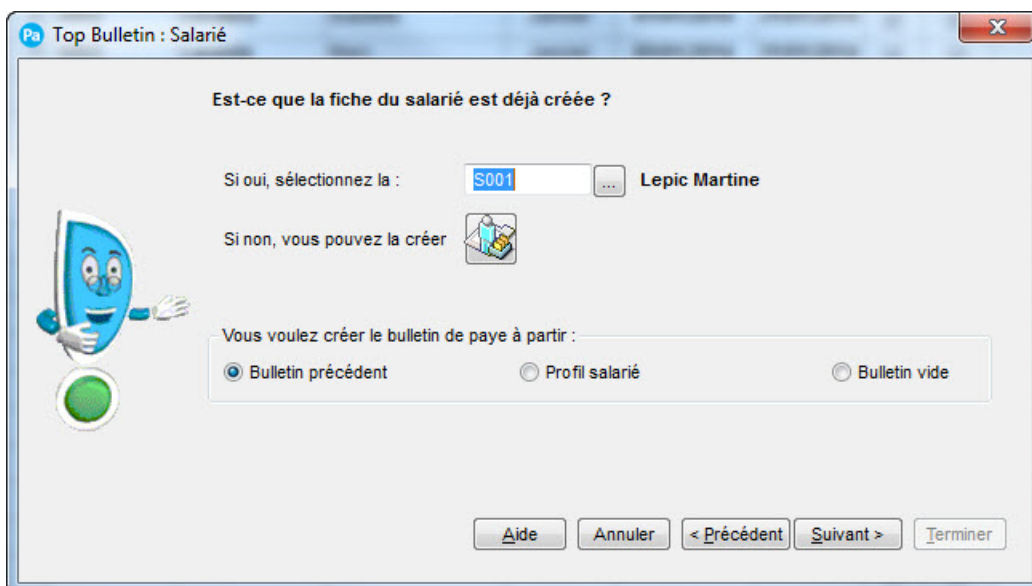 Pa Top Bulletin : Salarié X
Est-ce que la fiche du salarié est déjà créée ?
Si oui, sélectionnez la : S001 ... Lepic Martine
Si non, vous pouvez la créer
Vous voulez créer le bulletin de paye à partir :
Bulletin précédent Profil salarié Bulletin vide
Aide Annuler < Précédent Suivant > Terminer